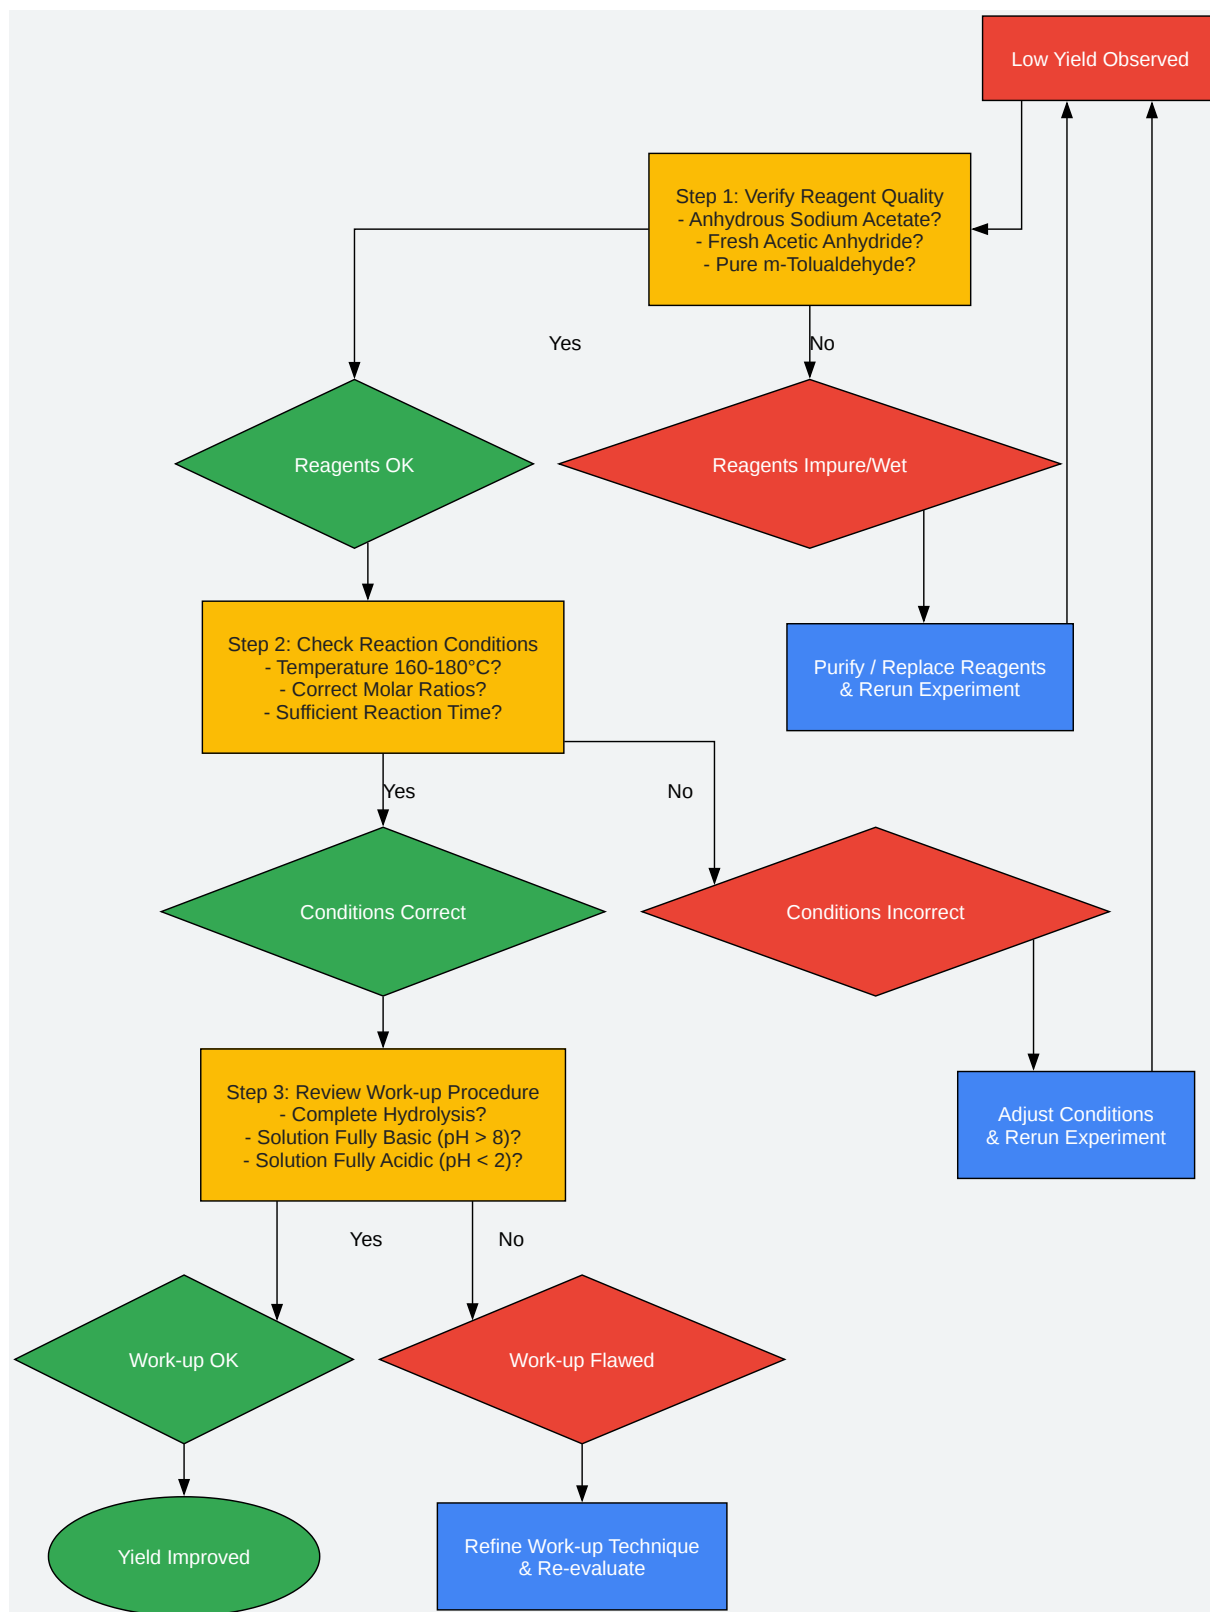 Low Yield Observed
Step 1: Verify Reagent Quality
- Anhydrous Sodium Acetate?
- Fresh Acetic Anhydride?
- Pure m-Tolualdehyde?
Yes
No
Reagents OK
Reagents Impure/Wet
Step 2: Check Reaction Conditions
- Temperature 160-180°C?
- Correct Molar Ratios?
- Sufficient Reaction Time?
Purify / Replace Reagents
& Rerun Experiment
Yes
No
Conditions Correct
Conditions Incorrect
Step 3: Review Work-up Procedure
- Complete Hydrolysis?
- Solution Fully Basic (pH > 8)?
- Solution Fully Acidic (pH < 2)?
Adjust Conditions
& Rerun Experiment
Yes
No
Work-up OK
Work-up Flawed
Yield Improved
Refine Work-up Technique
& Re-evaluate